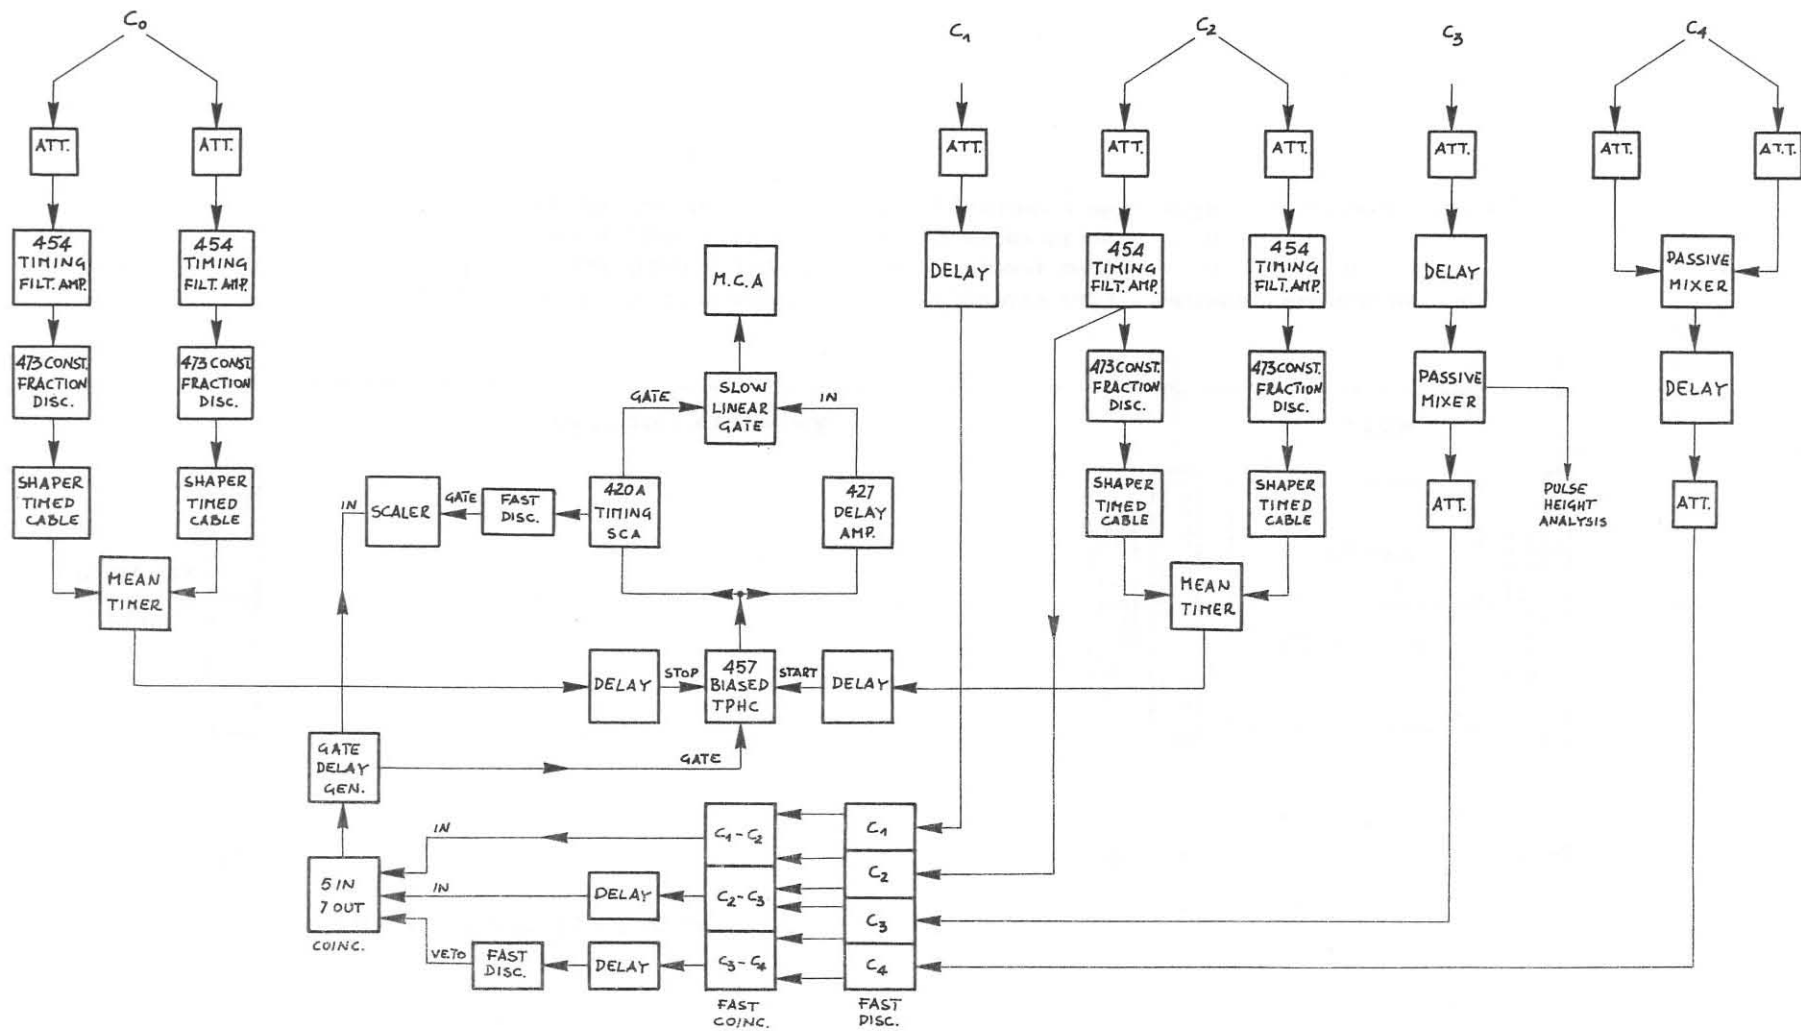 C₀
C₁
C₂
C₃
C₄
ATT.
ATT.
ATT.
ATT.
ATT.
ATT.
ATT.
ATT.
454
TIMING
FILT. AMP.
454
TIMING
FILT. AMP.
M.C.A
DELAY
454
TIMING
FILT. AMP.
454
TIMING
FILT. AMP.
DELAY
PASSIVE
MIXER
473 CONST.
FRACTION
DISC.
473 CONST.
FRACTION
DISC.
GATE
SLOW
LINEAR
GATE
IN
473 CONST.
FRACTION
DISC.
473 CONST.
FRACTION
DISC.
PASSIVE
MIXER
DELAY
SHAPER
TIMED
CABLE
SHAPER
TIMED
CABLE
IN
SCALER
GATE
FAST
DISC.
420A
TIMING
SCA
427
DELAY
AMP.
SHAPER
TIMED
CABLE
SHAPER
TIMED
CABLE
ATT.
PULSE
HEIGHT
ANALYSIS
ATT.
MEAN
TIMER
MEAN
TIMER
DELAY
STOP
457
BIASED
TPHC
START
DELAY
GATE
DELAY
GEN.
GATE
IN
C₁-C₂
C₁
5 IN
7 OUT
COINC.
IN
DELAY
C₂-C₃
C₂
C₃
VETO
FAST
DISC.
DELAY
C₃-C₄
C₄
FAST
COINC.
FAST
DISC.